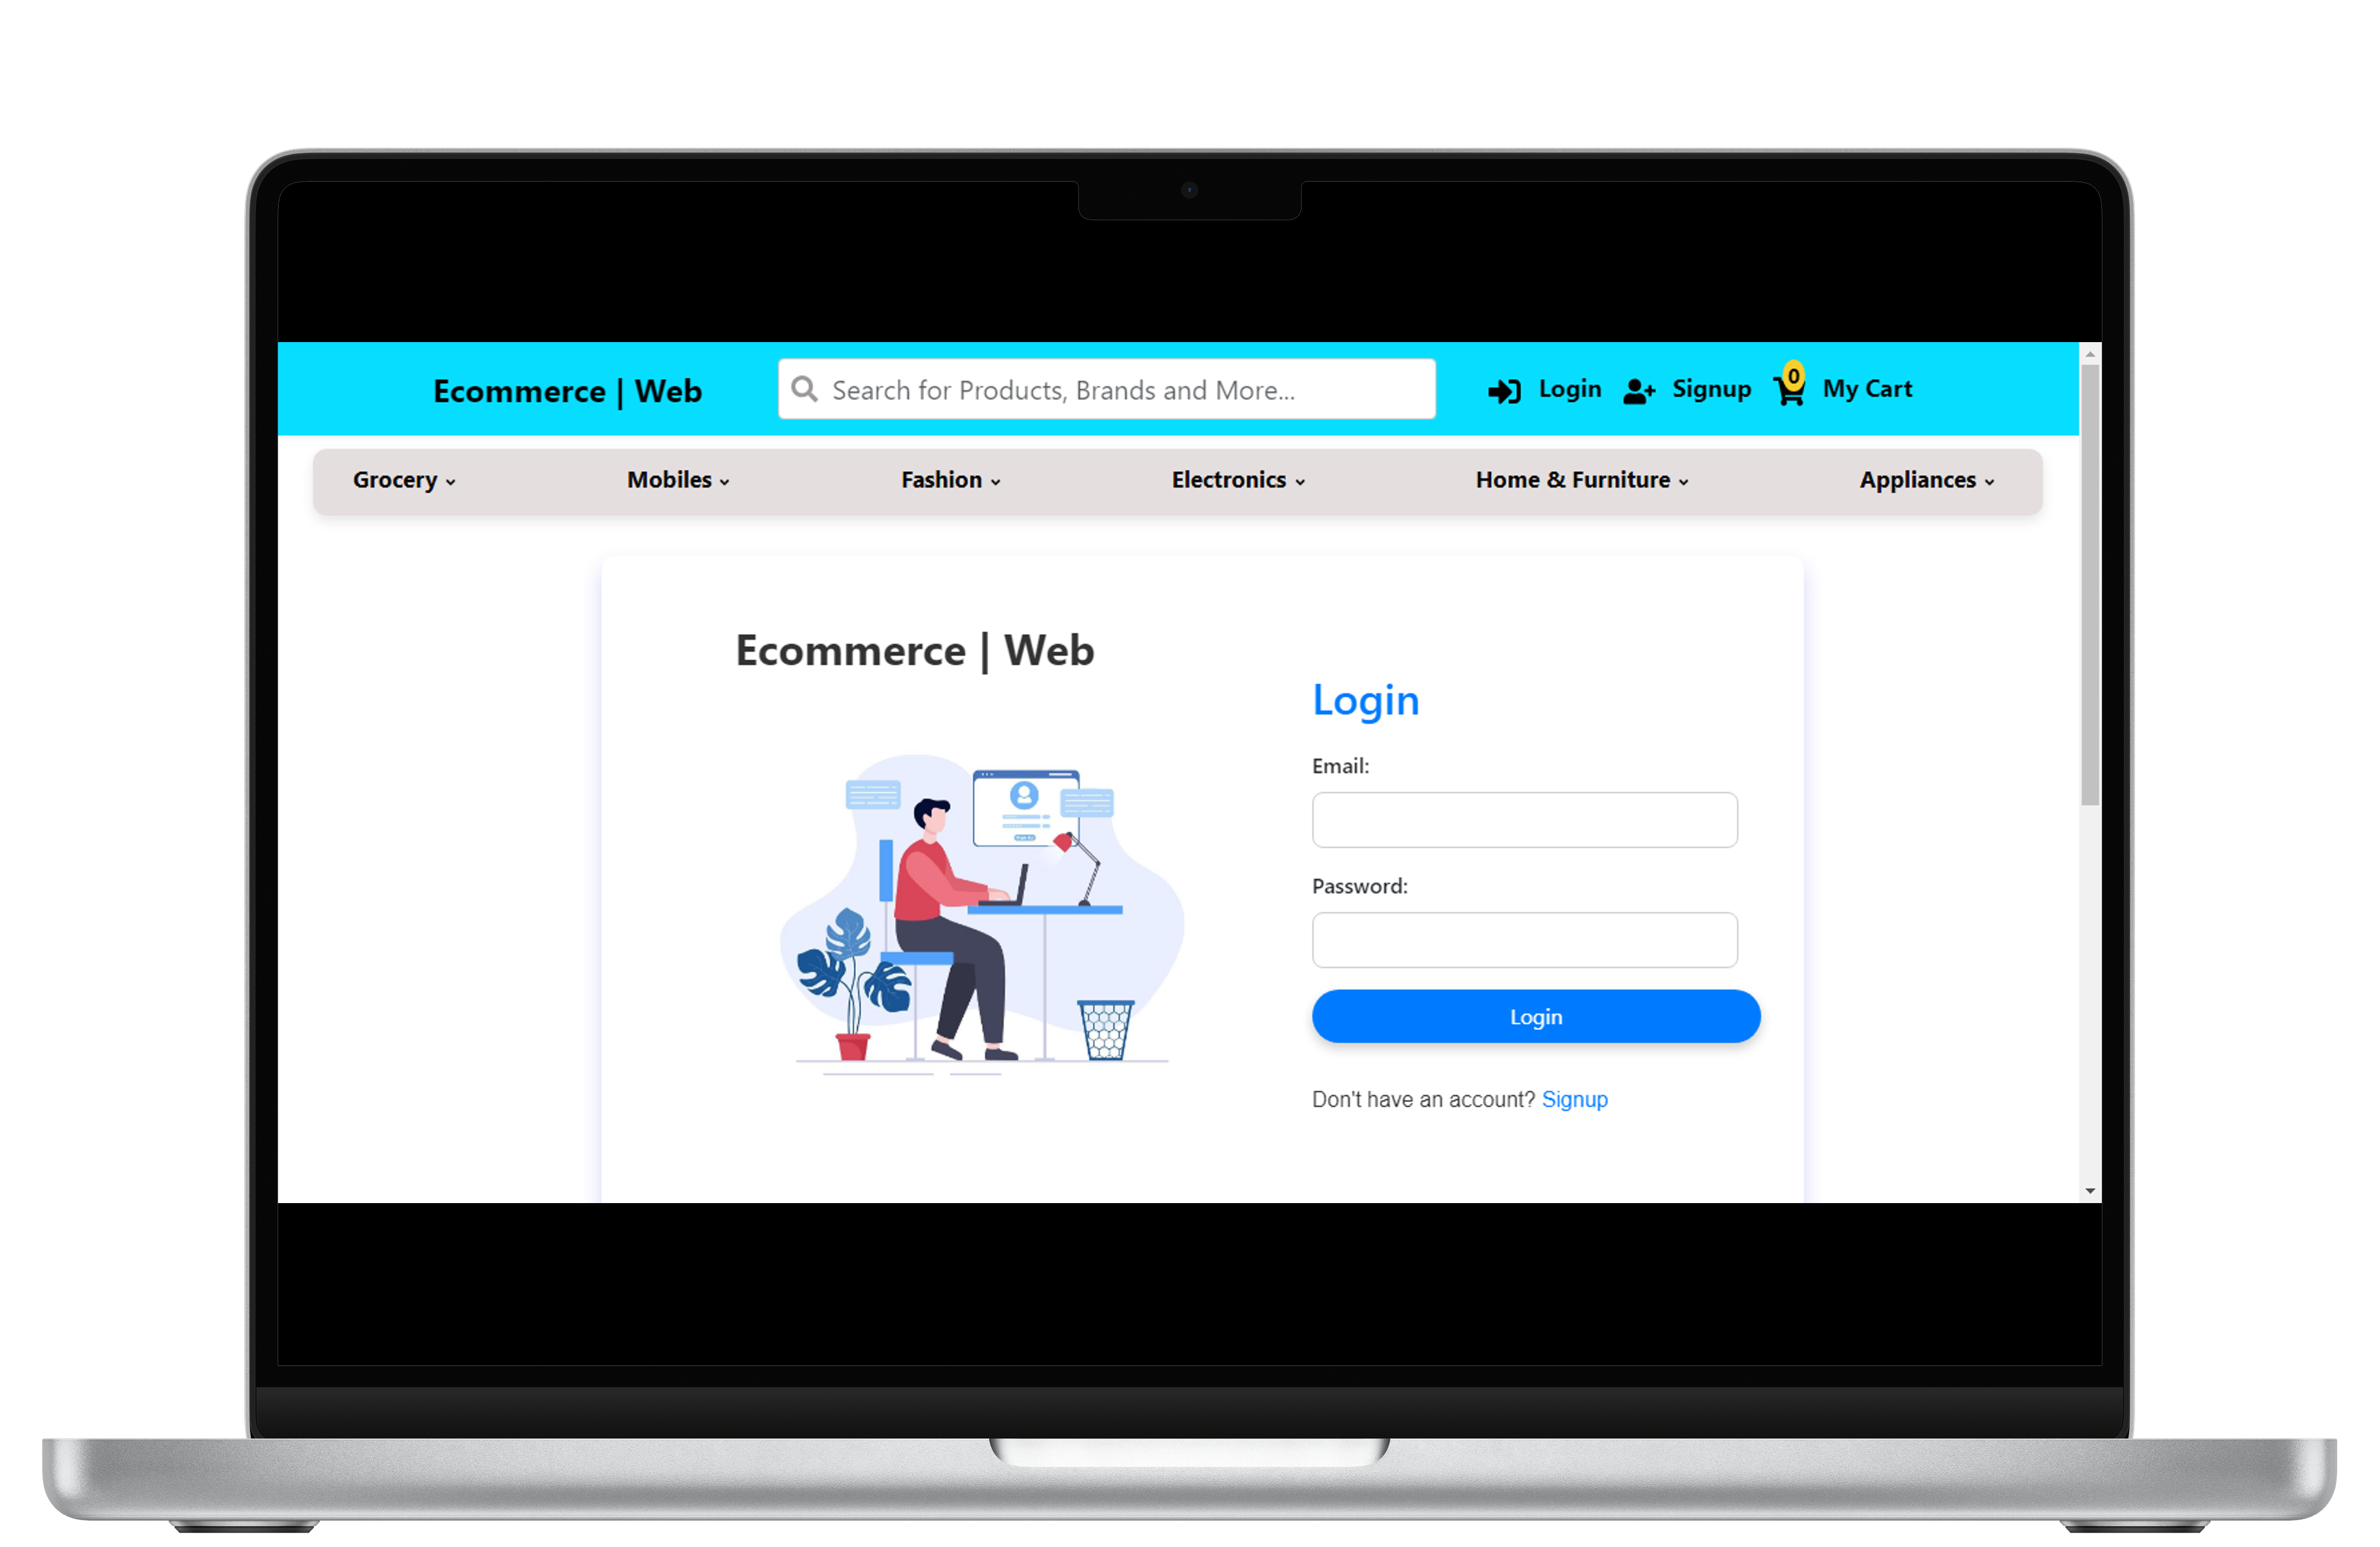 Ecommerce | Web
Search for Products, Brands and More...
Login
Signup
0
My Cart
Grocery
Mobiles
Fashion
Electronics
Home & Furniture
Appliances
Ecommerce | Web
Login
Email:
Password:
Login
Don't have an account? Signup